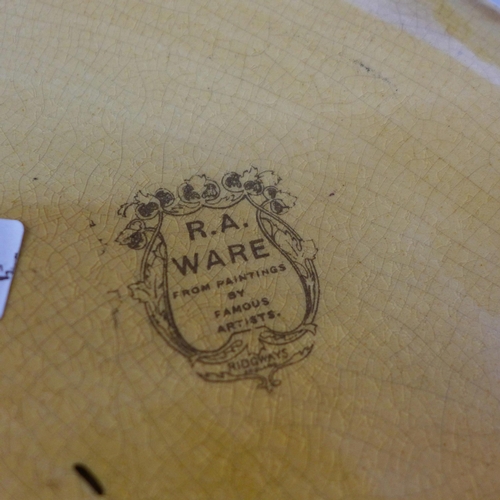 R.A.
WARE
FROM PAINTINGS
BY
FAMOUS
ARTISTS.
RIDGWAYS